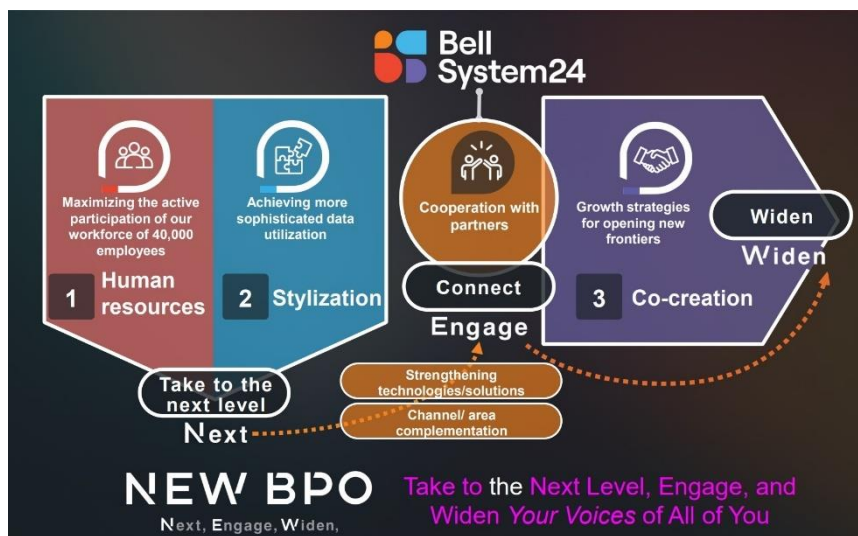 Bell
System24
Maximizing the active
participation of our
workforce of 40,000
employees
1 Human
resources
Achieving more
sophisticated data
utilization
2 Stylization
Take to the
next level
Next
Cooperation with
partners
Connect
Engage
Strengthening
technologies/solutions
Channel/ area
complementation
Growth strategies
for opening new
frontiers
3 Co-creation
Widen
Widen
NEW BPO
Next, Engage, Widen,
Take to the Next Level, Engage, and
Widen Your Voices of All of You